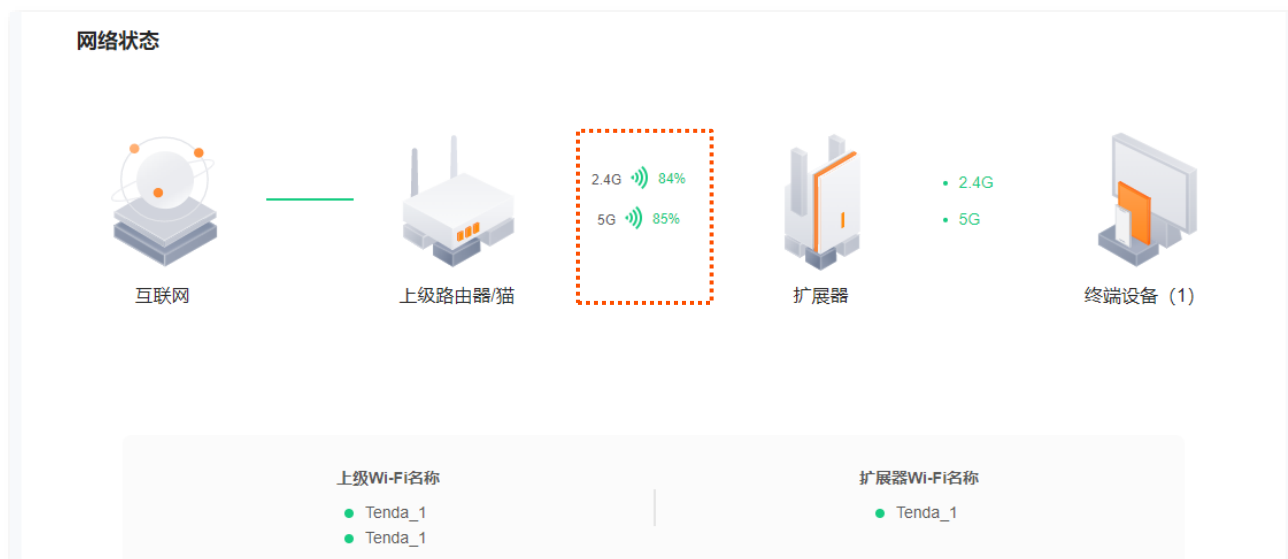 网络状态
2.4G 84%
5G 85%
• 2.4G
• 5G
互联网
上级路由器/猫
扩展器
终端设备（1）
上级Wi-Fi名称
Tenda_1
Tenda_1
扩展器Wi-Fi名称
Tenda_1